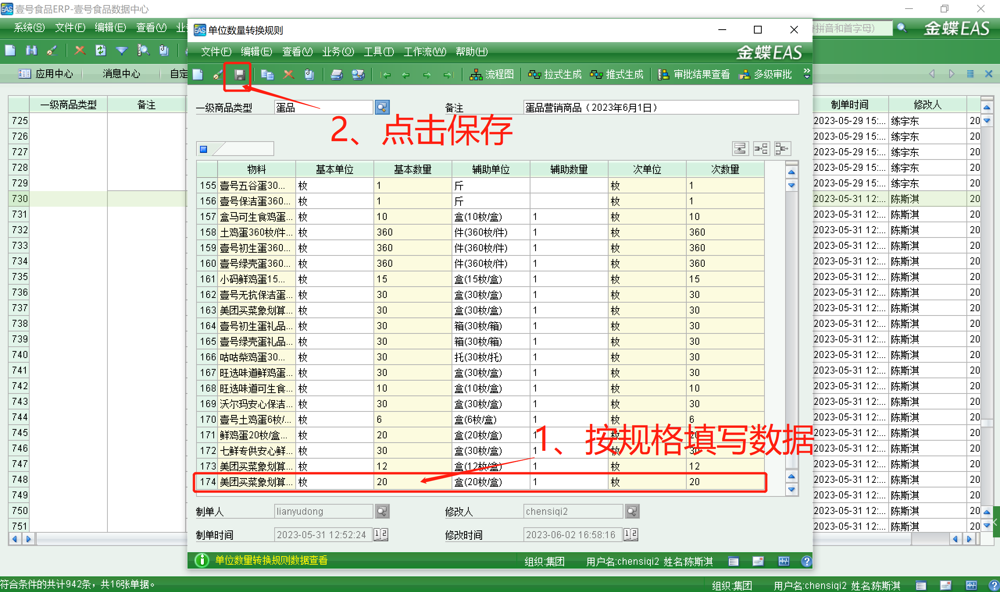 EAS 壹号食品ERP-壹号食品数据中心
系统(S) 文件(F) 编辑(E) 查看(V)
拼音和首字母)
金蝶EAS
应用中心 消息中心 自定
EAS 单位数量转换规则
文件(F) 编辑(E) 查看(V) 业务(O) 工具(T) 工作流(W) 帮助(H)
金蝶EAS
流程图 拉式生成 推式生成 审批结果查看 多级审批
一级商品类型 蛋品
备注 蛋品营销商品（2023年6月1日）
2、点击保存
物料 基本单位 基本数量 辅助单位 辅助数量 次单位 次数量
155 壹号五谷蛋30... 枚 1 斤 枚 1
156 壹号保洁蛋360... 枚 1 斤 枚 1
157 盒马可生食鸡蛋... 枚 10 盒(10枚/盒) 1 枚 10
158 土鸡蛋360枚/件... 枚 360 件(360枚/件) 1 枚 360
159 壹号初生蛋360... 枚 360 件(360枚/件) 1 枚 360
160 壹号绿壳蛋360... 枚 360 件(360枚/件) 1 枚 360
161 小码鲜鸡蛋15... 枚 15 盒(15枚/盒) 1 枚 15
162 壹号无抗保洁蛋... 枚 30 盒(30枚/盒) 1 枚 30
163 美团买菜象划算... 枚 30 盒(30枚/盒) 1 枚 30
164 壹号初生蛋礼品... 枚 30 箱(30枚/箱) 1 枚 30
165 壹号绿壳蛋礼品... 枚 30 箱(30枚/箱) 1 枚 30
166 咕咕柴鸡蛋30... 枚 30 托(30枚/托) 1 枚 30
167 旺选味道鲜鸡蛋... 枚 30 盒(30枚/盒) 1 枚 30
168 旺选味道可生食... 枚 10 盒(10枚/盒) 1 枚 10
169 沃尔玛安心保洁... 枚 30 盒(30枚/盒) 1 枚 30
170 壹号土鸡蛋6枚/... 枚 6 盒(6枚/盒) 1 枚 6
171 鲜鸡蛋20枚/盒... 枚 20 盒(20枚/盒) 1 枚 20
172 七鲜专供安心鲜... 枚 30 盒(30枚/盒) 1 枚 30
173 美团买菜象划算... 枚 12 盒(12枚/盒) 1 枚 12
174 美团买菜象划算... 枚 20 盒(20枚/盒) 1 枚 20
1、按规格填写数据
制单人 lianyudong 修改人 chensiqi2
制单时间 2023-05-31 12:52:24 修改时间 2023-06-02 16:58:16
单位数量转换规则数据查看 组织:集团 用户名:chensiqi2 姓名:陈斯淇
一级商品类型 备注 制单时间 修改人
725 2023-05-29 15:... 练宇东 20
726 2023-05-29 15:... 练宇东 20
727 2023-05-29 15:... 练宇东 20
728 2023-05-29 15:... 练宇东 20
729 2023-05-29 15:... 练宇东 20
730 2023-05-31 12:... 陈斯淇 20
731 2023-05-31 12:... 陈斯淇 20
732 2023-05-31 12:... 陈斯淇 20
733 2023-05-31 12:... 陈斯淇 20
734 2023-05-31 12:... 陈斯淇 20
735 2023-05-31 12:... 陈斯淇 20
736 2023-05-31 12:... 陈斯淇 20
737 2023-05-31 12:... 陈斯淇 20
738 2023-05-31 12:... 陈斯淇 20
739 2023-05-31 12:... 陈斯淇 20
740 2023-05-31 12:... 陈斯淇 20
741 2023-05-31 12:... 陈斯淇 20
742 2023-05-31 12:... 陈斯淇 20
743 2023-05-31 12:... 陈斯淇 20
744 2023-05-31 12:... 陈斯淇 20
745 2023-05-31 12:... 陈斯淇 20
746 2023-05-31 12:... 陈斯淇 20
747 2023-05-31 12:... 陈斯淇 20
748 2023-05-31 12:... 陈斯淇 20
749 2023-05-31 12:... 陈斯淇 20
750 2023-05-31 12:... 陈斯淇 20
751 2023-05-31 12:... 陈斯淇 20
符合条件的共计942条，共16张单据。 组织:集团 用户名:chensiqi2 姓名:陈斯淇